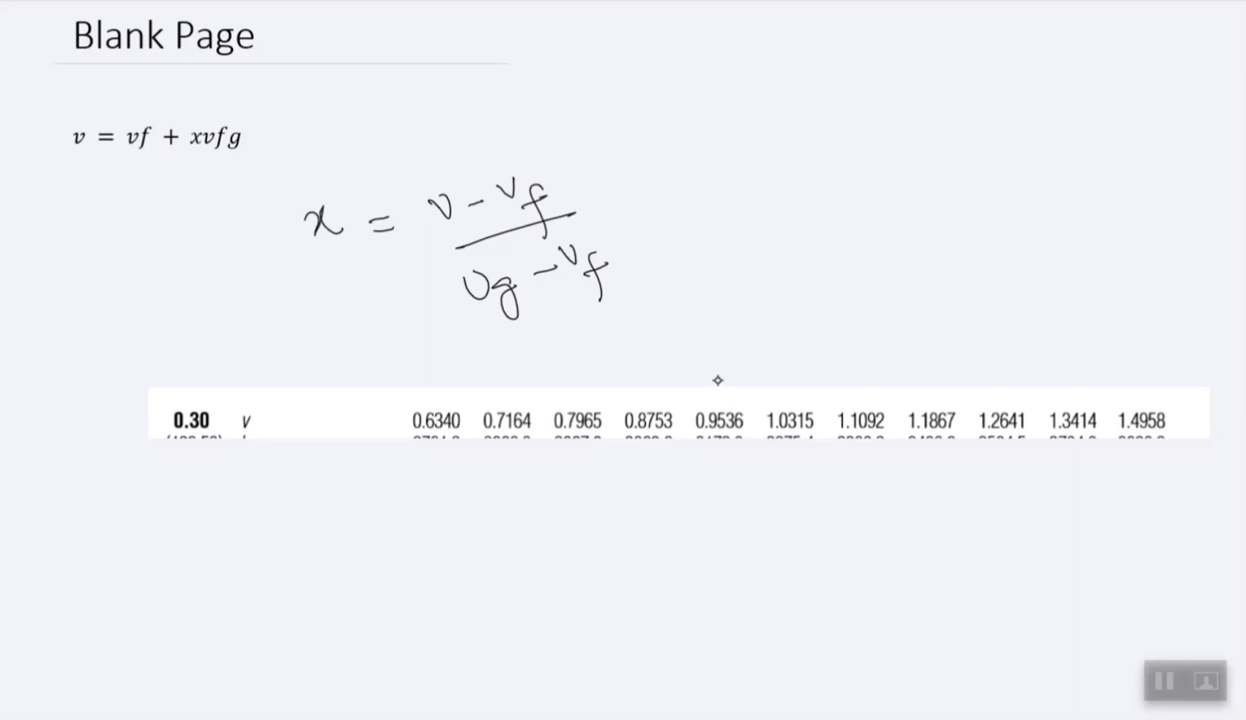 Blank Page
v = vf + xvfg
x = v - vf
vg - vf
0.30 v 0.6340 0.7164 0.7965 0.8753 0.9536 1.0315 1.1092 1.1867 1.2641 1.3414 1.4958